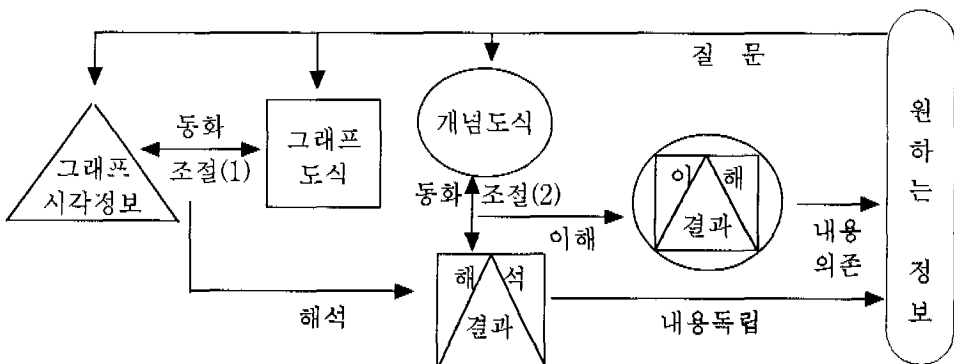 질 문
원하는 정보
그래프
시각정보
동화
조절(1)
그래프
도식
개념도식
동화 조절(2)
이해
이 해
결과
내용
의존
해석
해 석
결과
내용독립